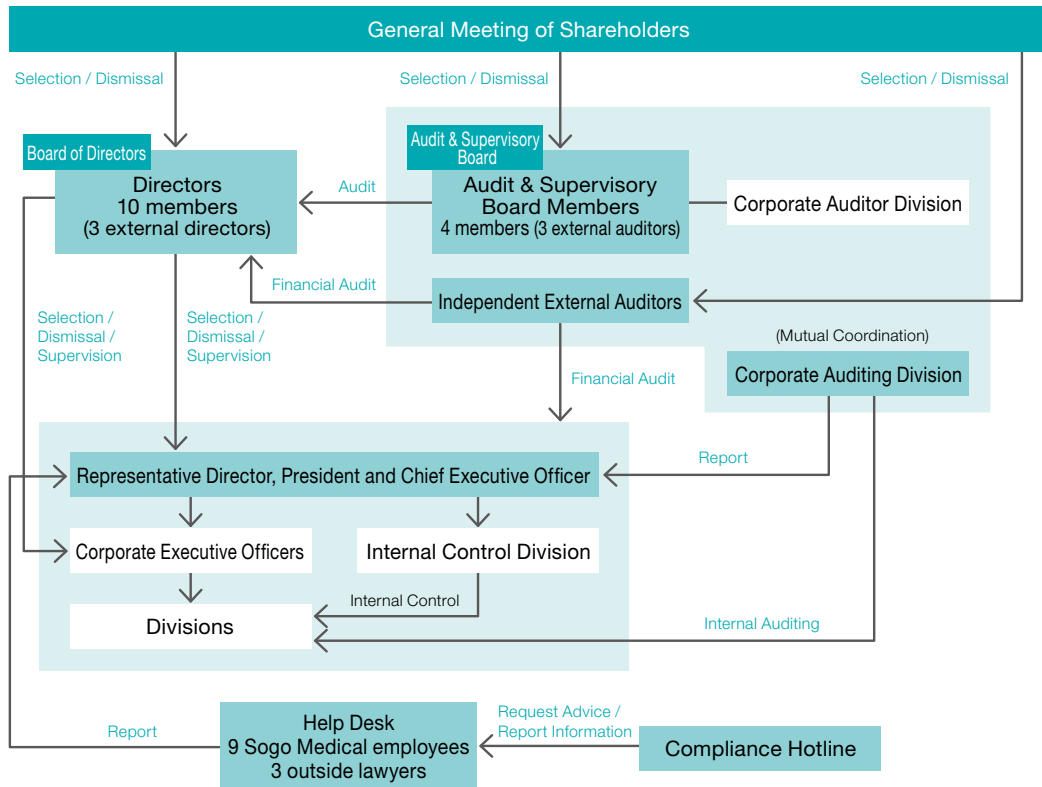 General Meeting of Shareholders
Selection / Dismissal
Selection / Dismissal
Selection / Dismissal
Board of Directors
Directors
10 members
(3 external directors)
Audit
Audit & Supervisory
Board
Audit & Supervisory
Board Members
4 members (3 external auditors)
Corporate Auditor Division
Financial Audit
Independent External Auditors
Selection /
Dismissal /
Supervision
Selection /
Dismissal /
Supervision
(Mutual Coordination)
Corporate Auditing Division
Financial Audit
Representative Director, President and Chief Executive Officer
Report
Corporate Executive Officers
Internal Control Division
Internal Control
Divisions
Internal Auditing
Report
Help Desk
9 Sogo Medical employees
3 outside lawyers
Request Advice /
Report Information
Compliance Hotline